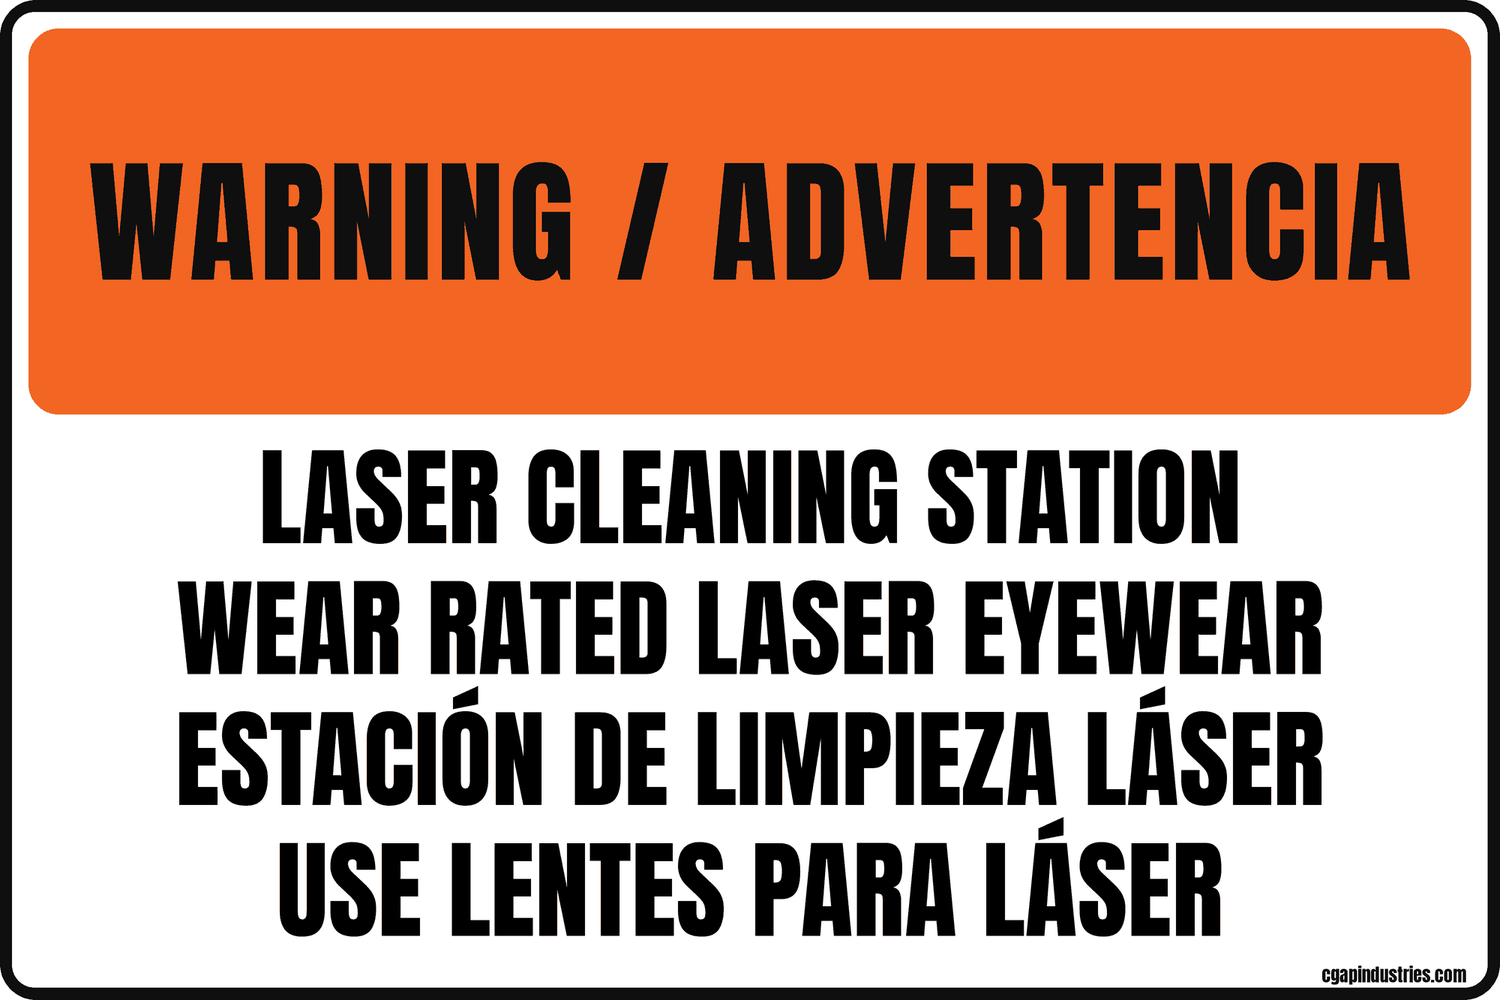 WARNING / ADVERTENCIA
LASER CLEANING STATION
WEAR RATED LASER EYEWEAR
ESTACIÓN DE LIMPIEZA LÁSER
USE LENTES PARA LÁSER
cgapindustries.com